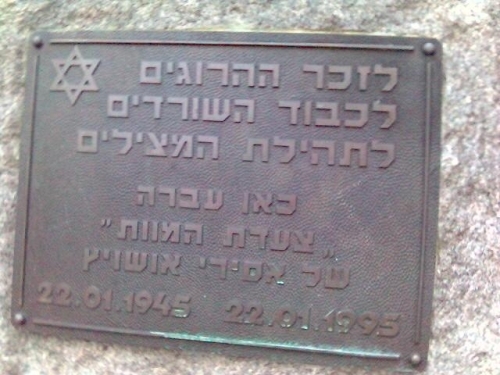 לזכר ההרוגים
לכבוד השורדים
לתהילת המצילים
כאן עברה
"צעדת המוות"
של אסירי אושויץ
22.01.1945 22.01.1995